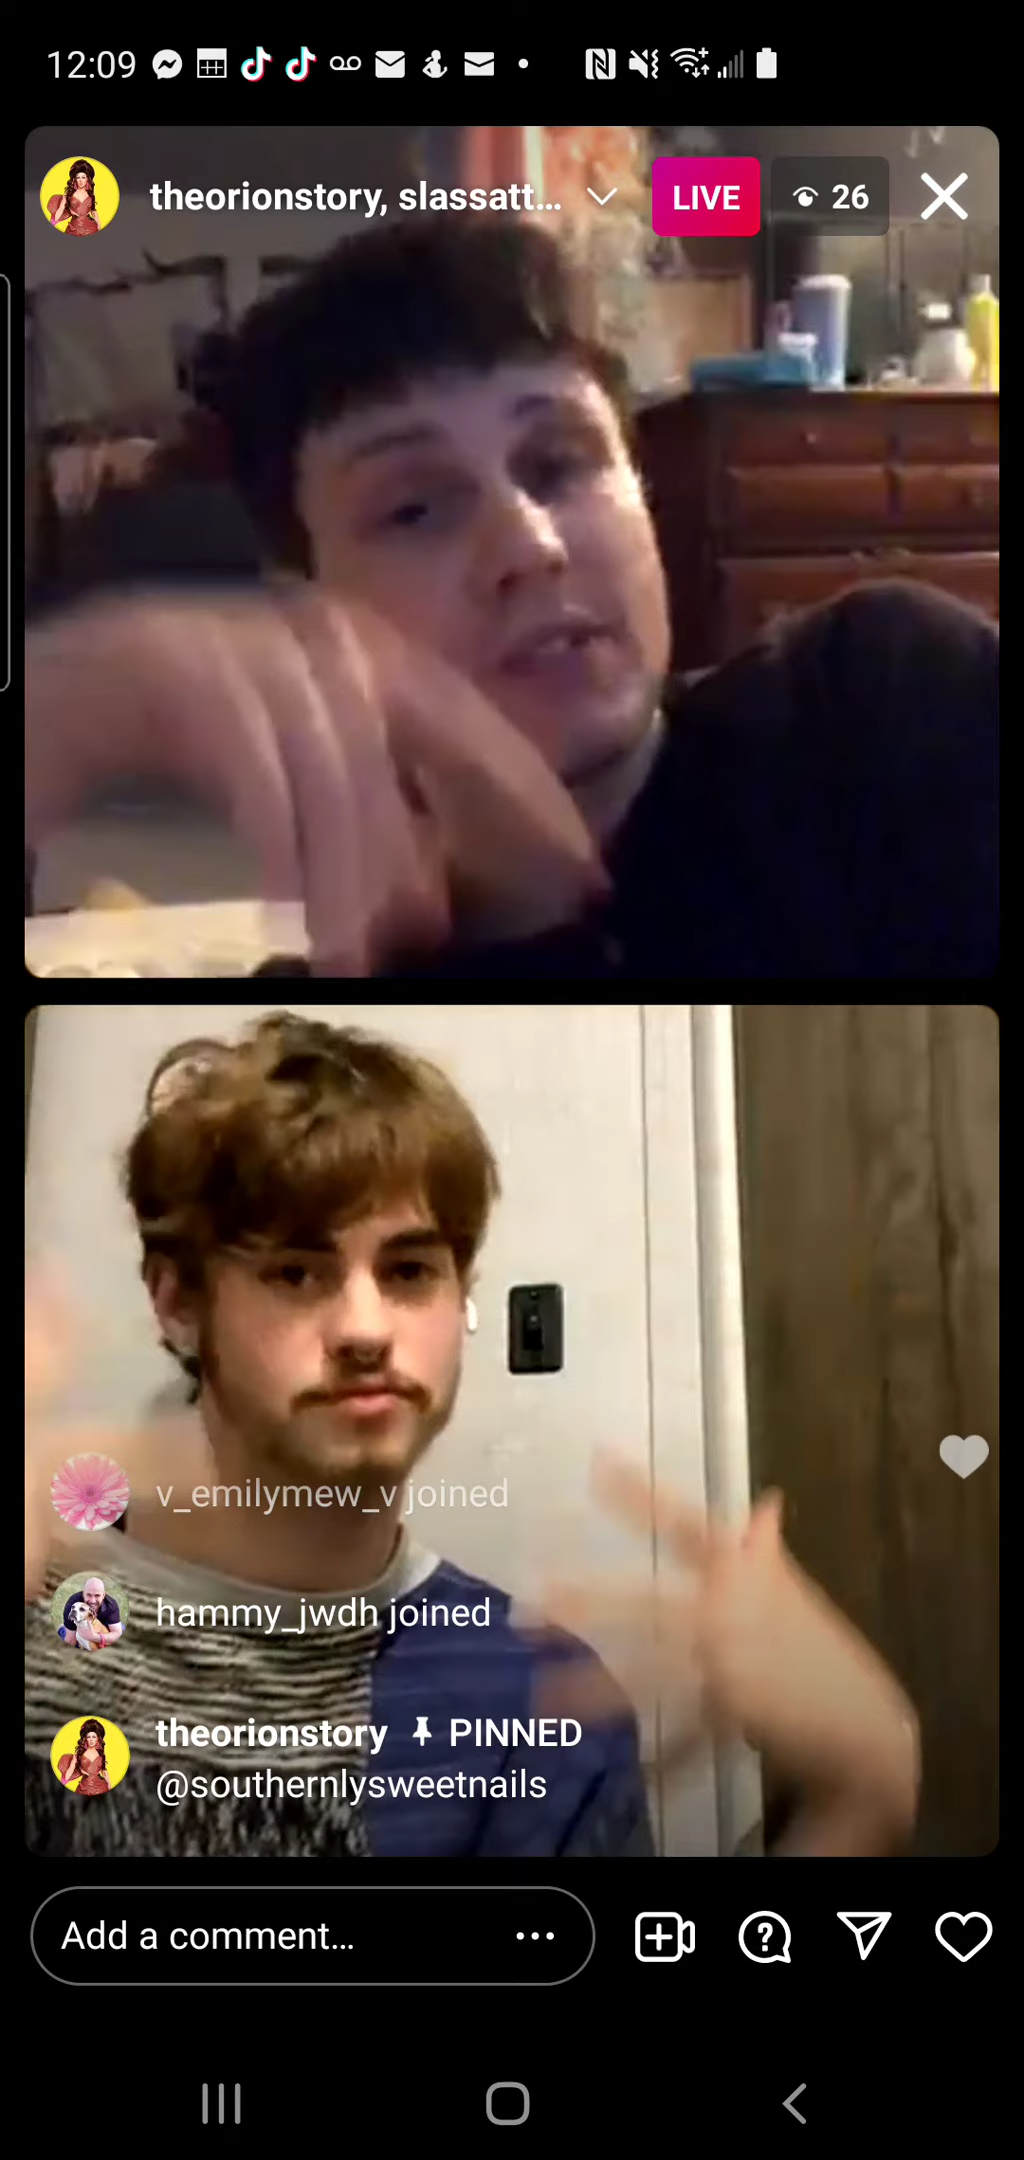 12:09
theorionstory, slassatt... LIVE 26
v_emilymew_v joined
hammy_jwdh joined
theorionstory PINNED
@southernlysweetnails
Add a comment...